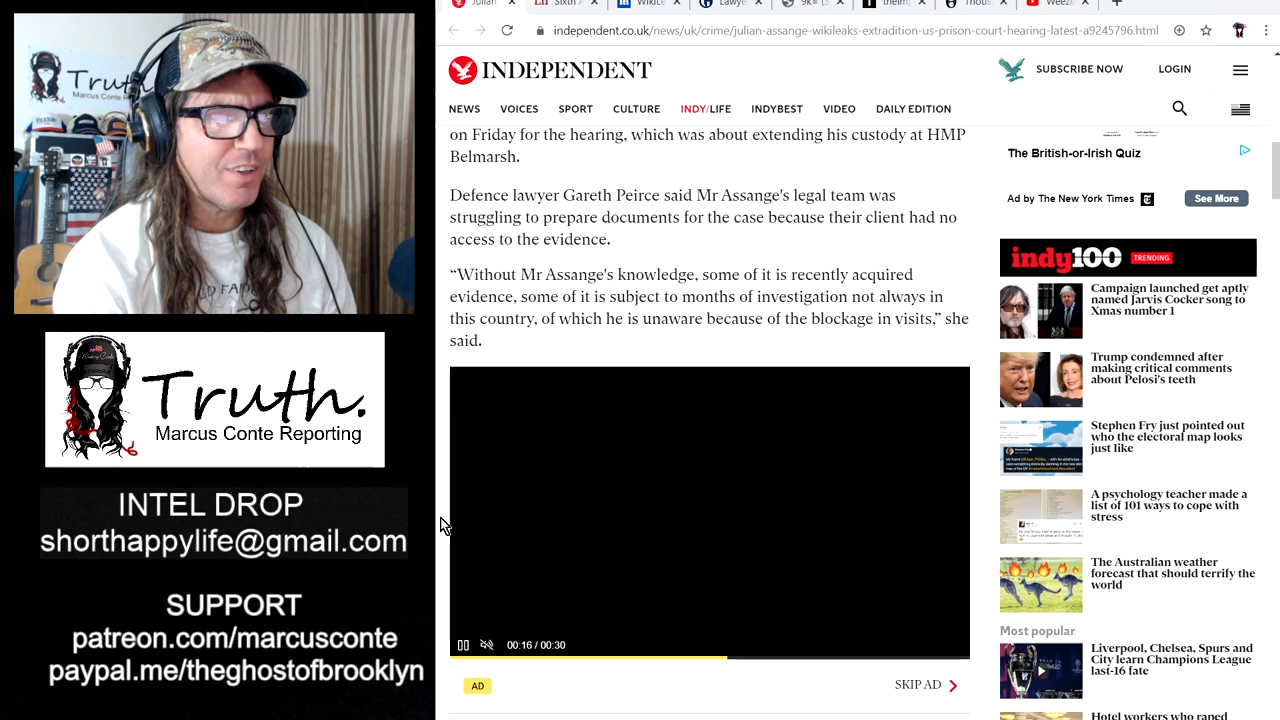 Julian
Sixth A
WikiLe
Lawye
9k= (3
theimp
Thous
Weeze
independent.co.uk/news/uk/crime/julian-assange-wikileaks-extradition-us-prison-court-hearing-latest-a9245796.html
INDEPENDENT
SUBSCRIBE NOW
LOGIN
NEWS VOICES SPORT CULTURE INDY/LIFE INDYBEST VIDEO DAILY EDITION
on Friday for the hearing, which was about extending his custody at HMP
Belmarsh.
Defence lawyer Gareth Peirce said Mr Assange's legal team was
struggling to prepare documents for the case because their client had no
access to the evidence.
“Without Mr Assange's knowledge, some of it is recently acquired
evidence, some of it is subject to months of investigation not always in
this country, of which he is unaware because of the blockage in visits,” she
said.
00:16 / 00:30
AD
SKIP AD
The British-or-Irish Quiz
Ad by The New York Times
See More
indy100 TRENDING
Campaign launched get aptly
named Jarvis Cocker song to
Xmas number 1
Trump condemned after
making critical comments
about Pelosi's teeth
Stephen Fry just pointed out
who the electoral map looks
just like
A psychology teacher made a
list of 101 ways to cope with
stress
The Australian weather
forecast that should terrify the
world
Most popular
Liverpool, Chelsea, Spurs and
City learn Champions League
last-16 fate
Hotel workers who raped
Truth.
Marcus Conte Reporting
Truth.
Marcus Conte Reporting
INTEL DROP
shorthappylife@gmail.com
SUPPORT
patreon.com/marcusconte
paypal.me/theghostofbrooklyn